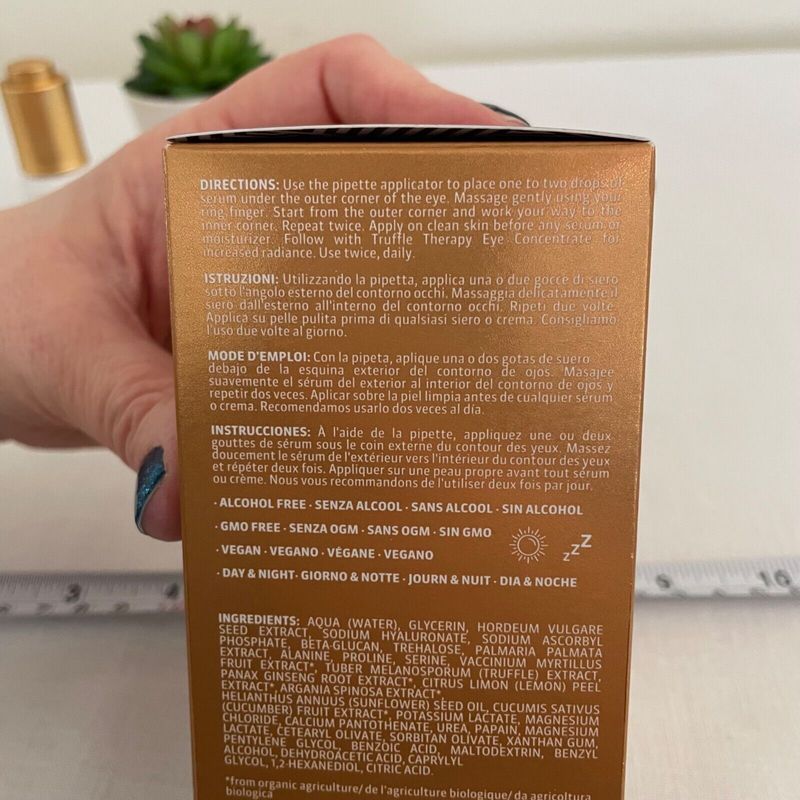 DIRECTIONS: Use the pipette applicator to place one to two drops of
serum under the outer corner of the eye. Massage gently using your
ring finger. Start from the outer corner and work your way to the
inner corner. Repeat twice. Apply on clean skin before any serum or
moisturizer. Follow with Truffle Therapy Eye Concentrate for
increased radiance. Use twice, daily.
ISTRUZIONI: Utilizzando la pipetta, applica una o due gocce di siero
sotto l'angolo esterno del contorno occhi. Massaggia delicatamente il
siero dall'esterno all'interno del contorno occhi. Ripeti due volte.
Applica su pelle pulita prima di qualsiasi siero o crema. Consigliamo
l'uso due volte al giorno.
MODE D'EMPLOI: Con la pipeta, aplique una o dos gotas de suero
debajo de la esquina exterior del contorno de ojos. Masajee
suavemente el sérum del exterior al interior del contorno de ojos y
repetir dos veces. Aplicar sobre la piel limpia antes de cualquier sérum
o crema. Recomendamos usarlo dos veces al día.
INSTRUCCIONES: À l'aide de la pipette, appliquez une ou deux
gouttes de sérum sous le coin externe du contour des yeux. Massez
doucement le sérum de l'extérieur vers l'intérieur du contour des yeux
et répéter deux fois. Appliquer sur une peau propre avant tout sérum
ou crème. Nous vous recommandons de l'utiliser deux fois par jour.
· ALCOHOL FREE · SENZA ALCOOL · SANS ALCOOL · SIN ALCOHOL
· GMO FREE · SENZA OGM · SANS OGM · SIN GMO
· VEGAN · VEGANO · VÉGANE · VEGANO
zzZ
· DAY & NIGHT· GIORNO & NOTTE · JOURN & NUIT · DIA & NOCHE
3 4 9 10
INGREDIENTS: AQUA (WATER), GLYCERIN, HORDEUM VULGARE
SEED EXTRACT, SODIUM HYALURONATE, SODIUM ASCORBYL
PHOSPHATE, BETA-GLUCAN, TREHALOSE, PALMARIA PALMATA
EXTRACT, ALANINE, PROLINE, SERINE, VACCINIUM MYRTILLUS
FRUIT EXTRACT*, TUBER MELANOSPORUM (TRUFFLE) EXTRACT,
PANAX GINSENG ROOT EXTRACT*, CITRUS LIMON (LEMON) PEEL
EXTRACT*, ARGANIA SPINOSA EXTRACT*
HELIANTHUS ANNUUS (SUNFLOWER) SEED OIL, CUCUMIS SATIVUS
(CUCUMBER) FRUIT EXTRACT*, POTASSIUM LACTATE, MAGNESIUM
CHLORIDE, CALCIUM PANTOTHENATE, UREA, PAPAIN, MAGNESIUM
LACTATE, CETEARYL OLIVATE, SORBITAN OLIVATE, XANTHAN GUM,
PENTYLENE GLYCOL, BENZOIC ACID, MALTODEXTRIN, BENZYL
ALCOHOL, DEHYDROACETIC ACID, CAPRYLYL
GLYCOL, 1,2-HEXANEDIOL, CITRIC ACID.
*from organic agriculture/ de l'agriculture biologique/ da agricoltura
biologica